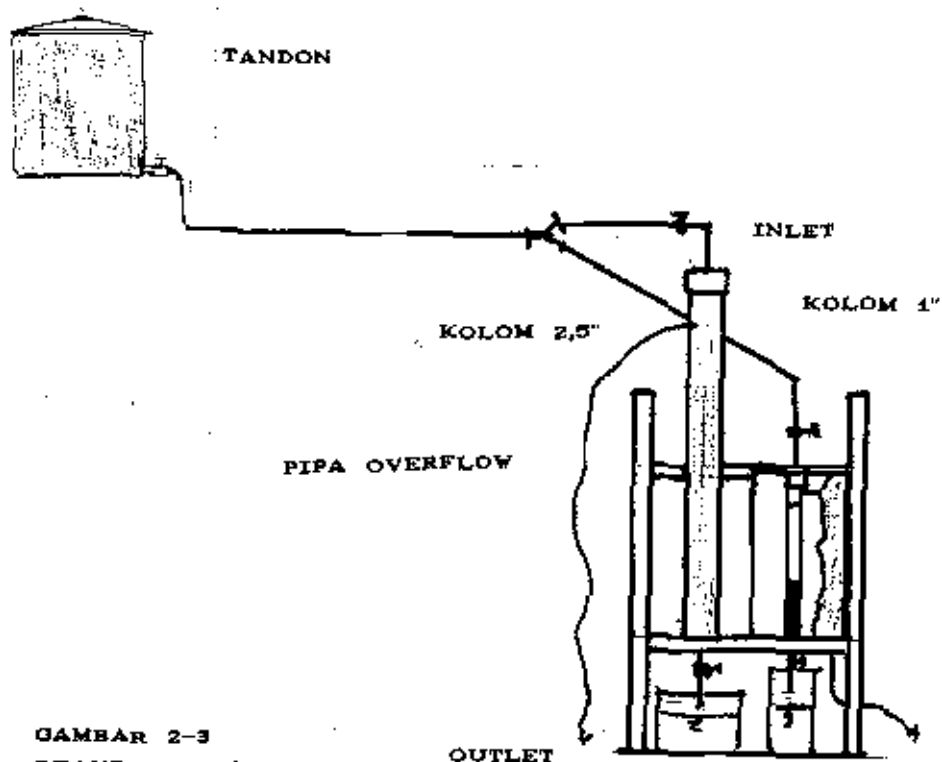 TANDON
INLET
KOLOM 1"
KOLOM 2,5"
PIPA OVERFLOW
GAMBAR 2-3
OUTLET